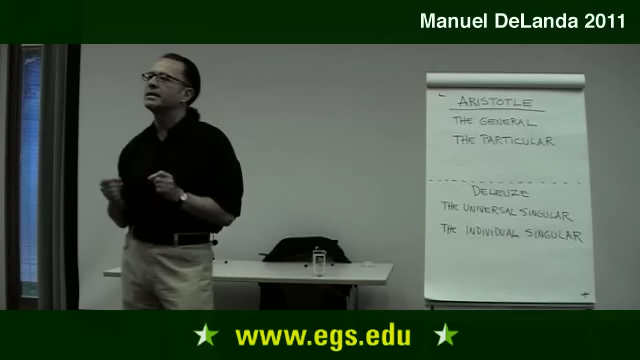 Manuel DeLanda 2011
ARISTOTLE
THE GENERAL
THE PARTICULAR
DELEUZE
THE UNIVERSAL SINGULAR
THE INDIVIDUAL SINGULAR
www.egs.edu